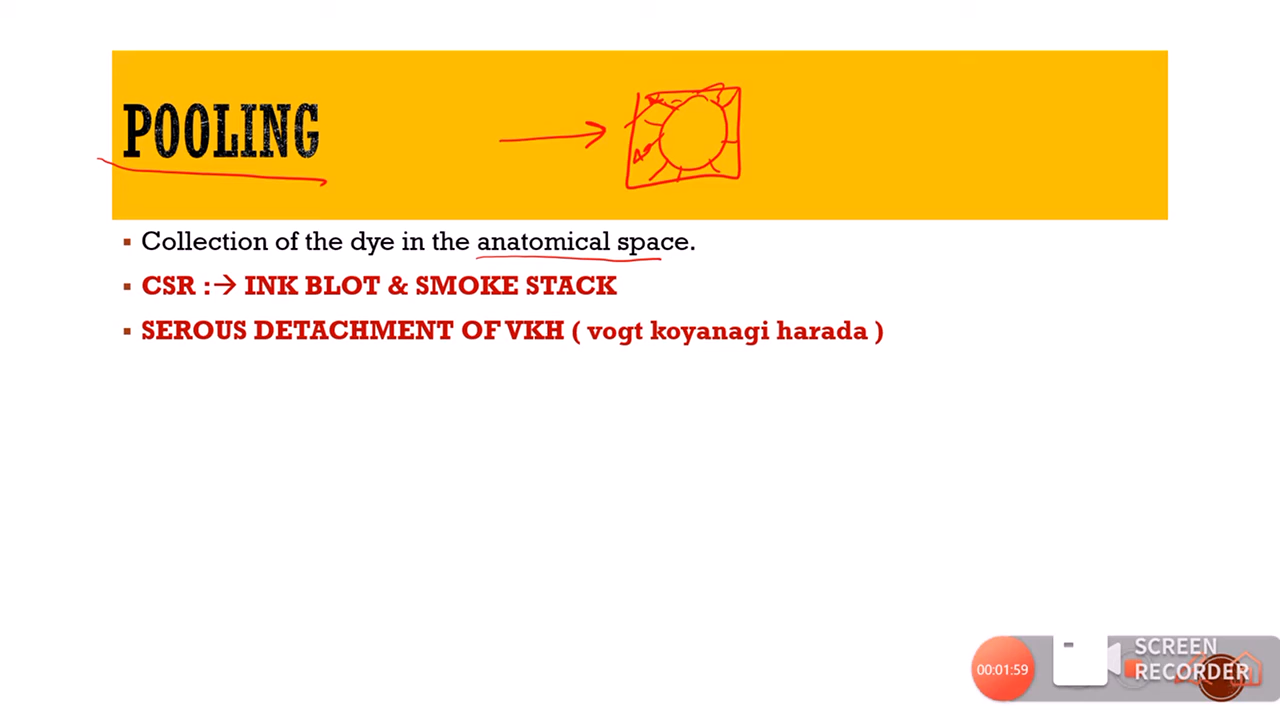 POOLING
▪ Collection of the dye in the anatomical space.
▪ CSR :→ INK BLOT & SMOKE STACK
▪ SEROUS DETACHMENT OF VKH ( vogt koyanagi harada )
00:01:59
SCREEN
RECORDER